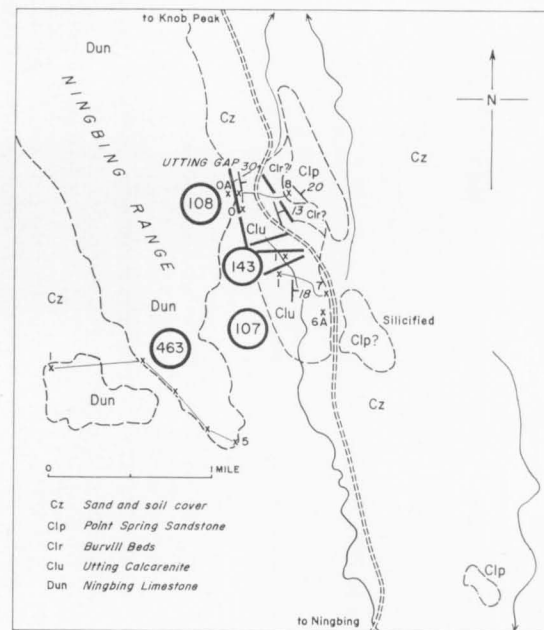 to Knob Peak
Dun
NINGBING RANGE
Cz
N
UTTING GAP
30
Clr?
Clp
Cz
OA
8
20
108
O
13
Clr?
Clu
143
1
1
7
18
Cz
Dun
107
Clu
6A
Silicified
463
Clp?
1
Dun
Cz
5
0
1 MILE
Cz Sand and soil cover
Clp Point Spring Sandstone
Clr Burvill Beds
Clu Utting Calcarenite
Dun Ningbing Limestone
Clp
to Ningbing